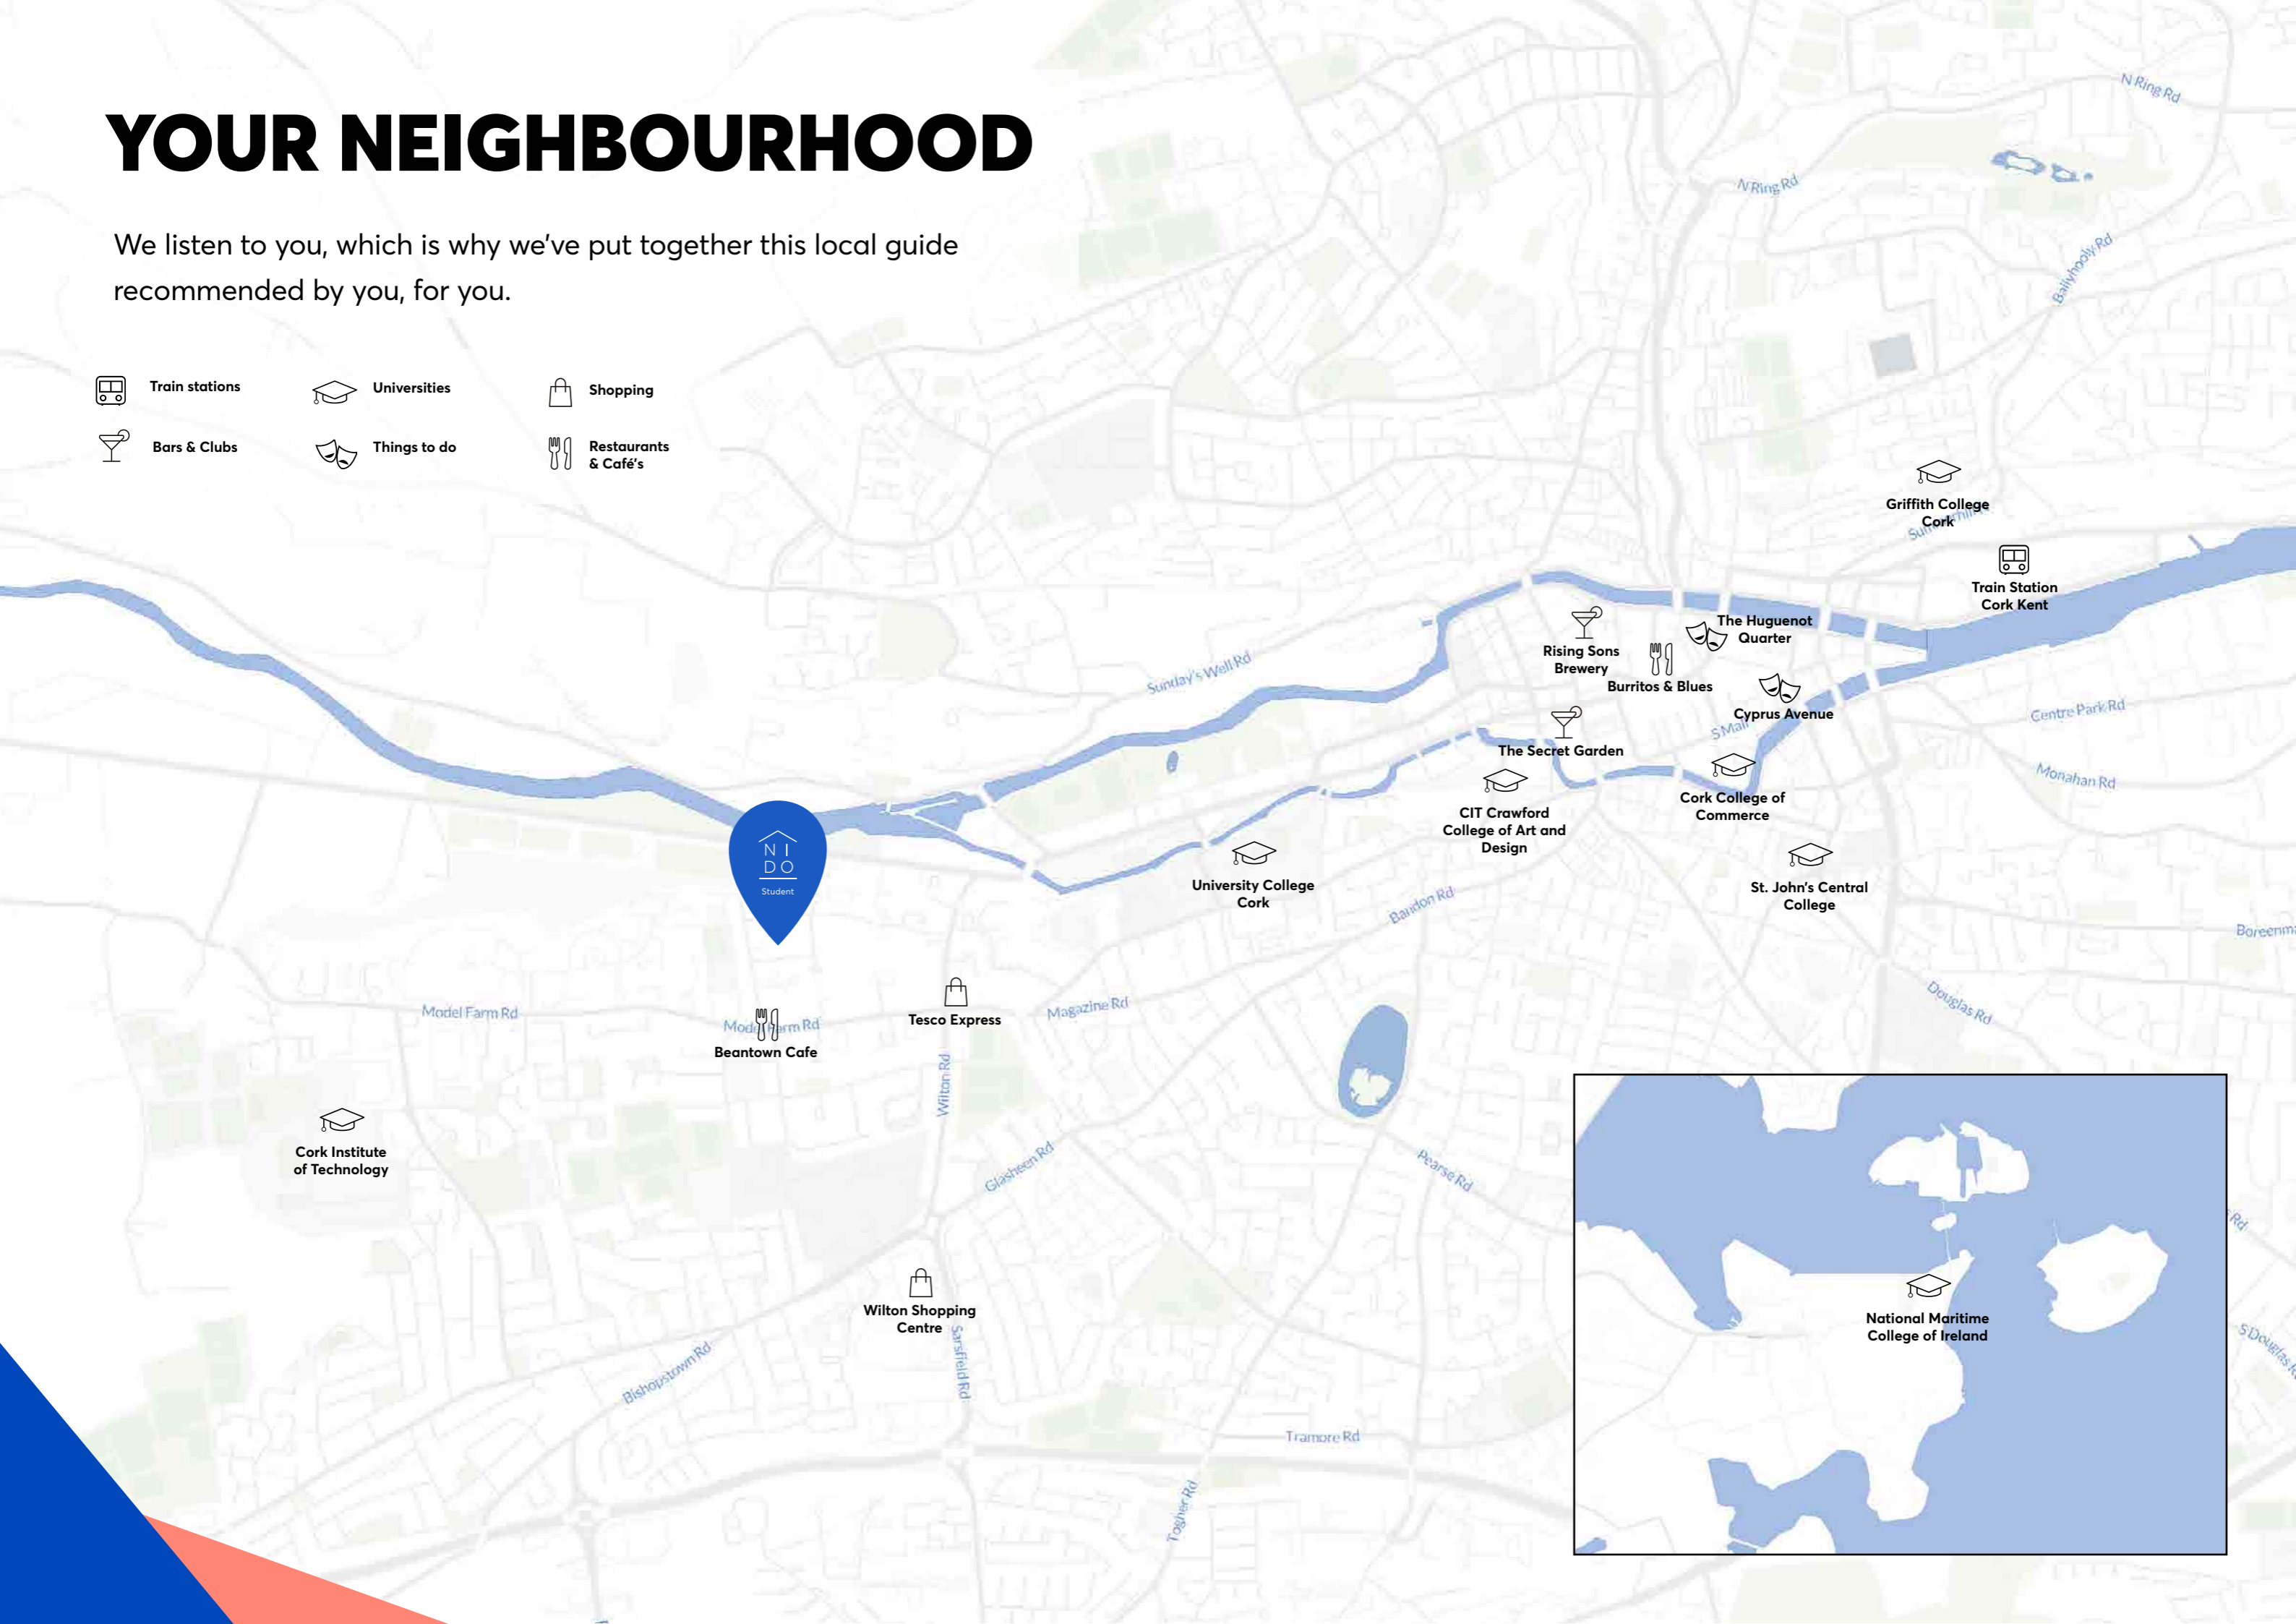 YOUR NEIGHBOURHOOD
We listen to you, which is why we've put together this local guide
recommended by you, for you.
Train stations
Universities
Shopping
Bars & Clubs
Things to do
Restaurants
& Café's
N Ring Rd
N Ring Rd
Ballyhooly Rd
Griffith College
Cork
Train Station
Cork Kent
The Huguenot
Quarter
Rising Sons
Brewery
Burritos & Blues
Sunday's Well Rd
Cyprus Avenue
S Mall
Centre Park Rd
The Secret Garden
Monahan Rd
Cork College of
Commerce
CIT Crawford
College of Art and
Design
N I
D O
Student
University College
Cork
St. John's Central
College
Bandon Rd
Douglas Rd
Model Farm Rd
Model Farm Rd
Beantown Cafe
Tesco Express
Magazine Rd
Wilton Rd
Cork Institute
of Technology
Glasheen Rd
Pearse Rd
Rd
Wilton Shopping
Centre
Sarsfield Rd
Bishopstown Rd
National Maritime
College of Ireland
S Douglas
Tramore Rd
Togher Rd